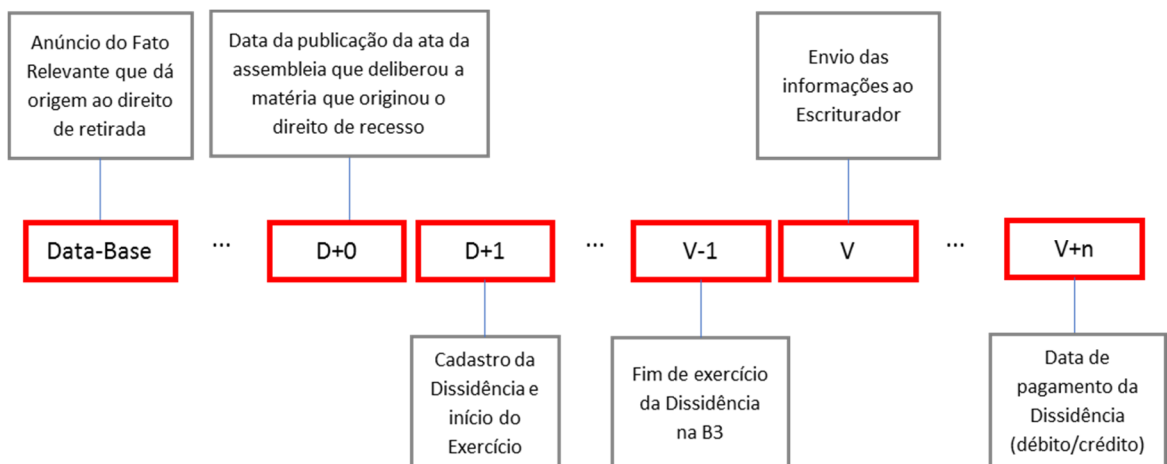 Anúncio do Fato
Relevante que dá
origem ao direito
de retirada
Data da publicação da ata da
assembleia que deliberou a
matéria que originou o
direito de recesso
Envio das
informações ao
Escriturador
Data-Base
...
D+0
D+1
...
V-1
V
...
V+n
Cadastro da
Dissidência e
início do
Exercício
Fim de exercício
da Dissidência
na B3
Data de
pagamento da
Dissidência
(débito/crédito)